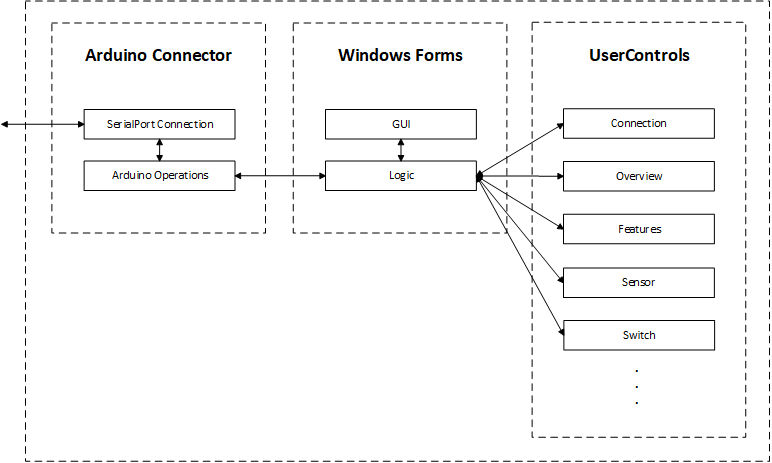 Arduino Connector
SerialPort Connection
Arduino Operations
Windows Forms
GUI
Logic
UserControls
Connection
Overview
Features
Sensor
Switch
.
.
.